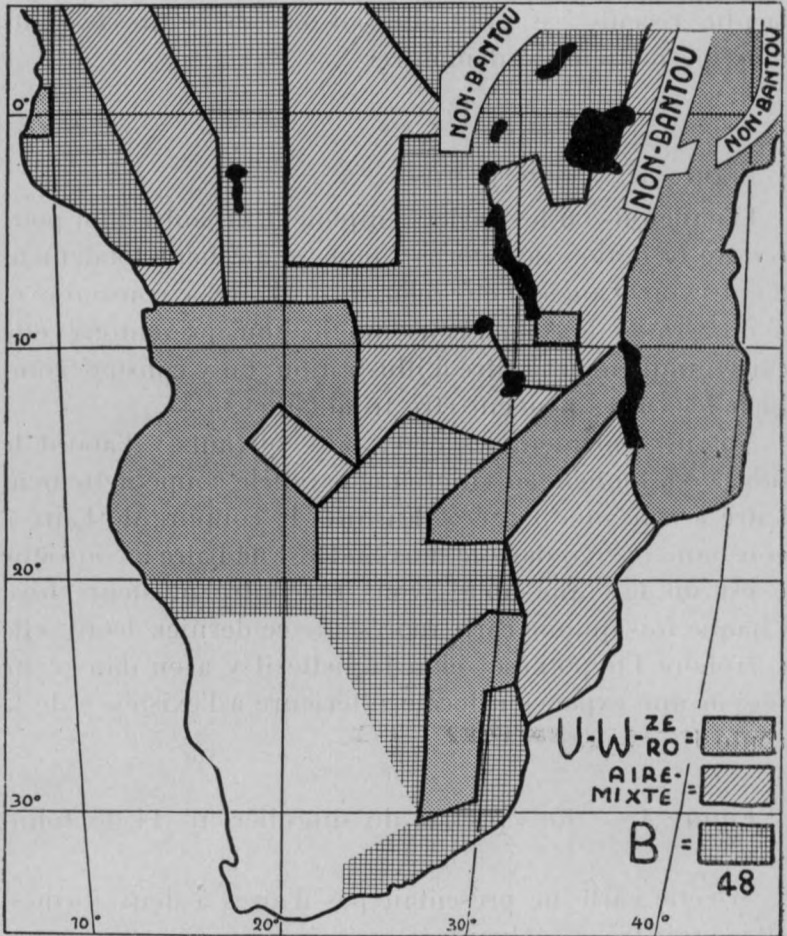 NON-BANTOU
NON-BANTOU
NON-BANTOU
0°
10°
20°
30°
U-W-ZE
RO =
AIRE-
MIXTE =
B =
48
10°
20°
30°
40°